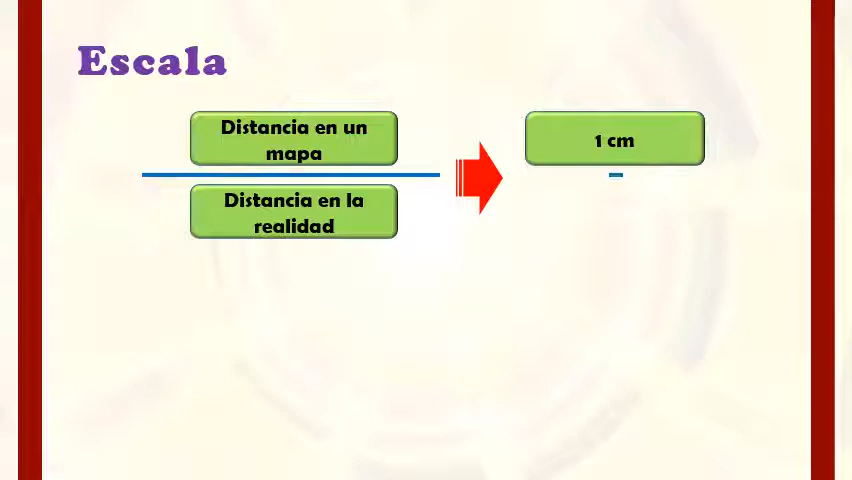 Escala
Distancia en un
mapa
Distancia en la
realidad
1 cm